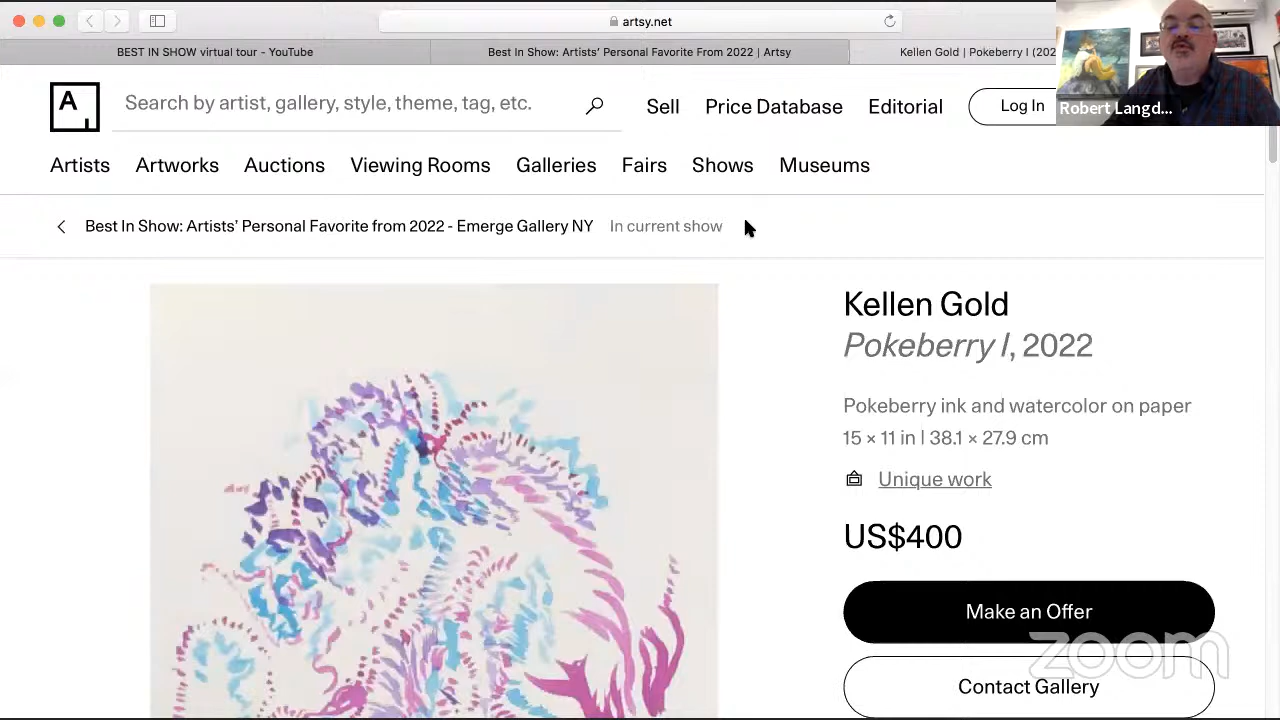 artsy.net
BEST IN SHOW virtual tour - YouTube
Best In Show: Artists' Personal Favorite From 2022 | Artsy
Kellen Gold | Pokeberry I (202
A
Search by artist, gallery, style, theme, tag, etc.
Sell
Price Database
Editorial
Log In
Robert Langd...
Artists
Artworks
Auctions
Viewing Rooms
Galleries
Fairs
Shows
Museums
Best In Show: Artists' Personal Favorite from 2022 - Emerge Gallery NY
In current show
Kellen Gold
Pokeberry I, 2022
Pokeberry ink and watercolor on paper
15 × 11 in | 38.1 × 27.9 cm
Unique work
US$400
Make an Offer
zoom
Contact Gallery